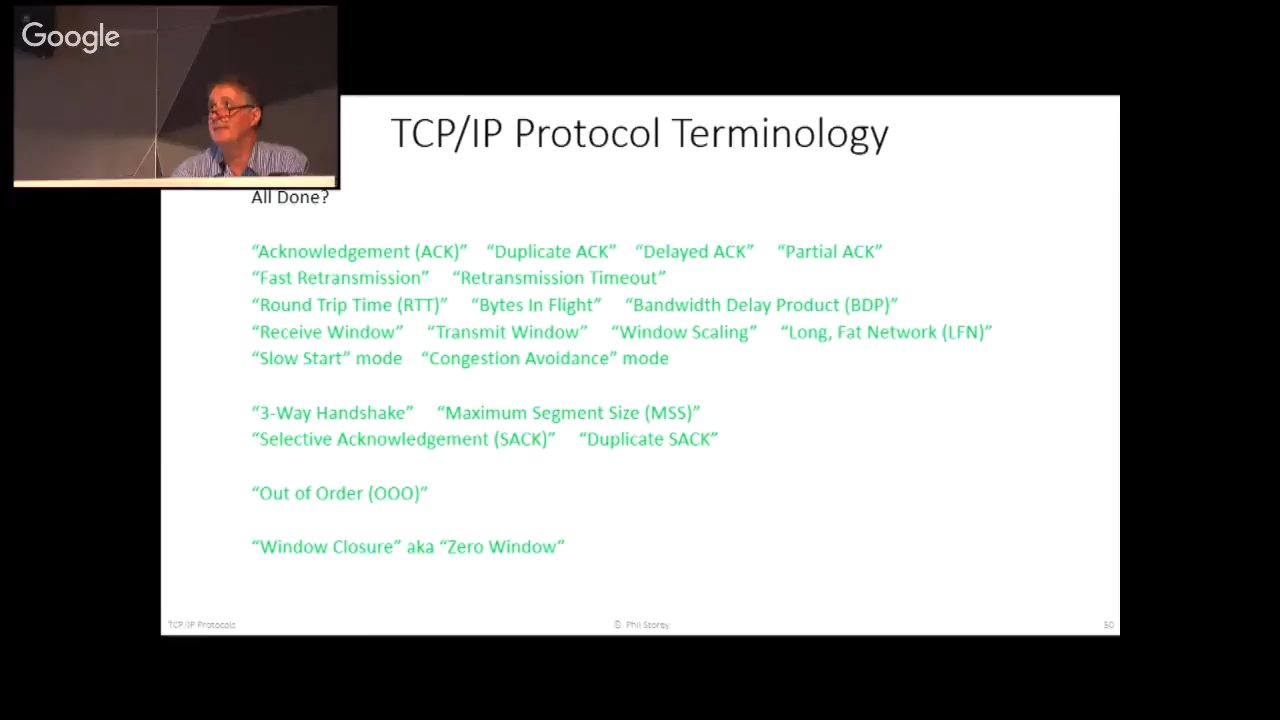 Google
TCP/IP Protocol Terminology
All Done?
“Acknowledgement (ACK)” “Duplicate ACK” “Delayed ACK” “Partial ACK”
“Fast Retransmission” “Retransmission Timeout”
“Round Trip Time (RTT)” “Bytes In Flight” “Bandwidth Delay Product (BDP)”
“Receive Window” “Transmit Window” “Window Scaling” “Long, Fat Network (LFN)”
“Slow Start” mode “Congestion Avoidance” mode
“3-Way Handshake” “Maximum Segment Size (MSS)”
“Selective Acknowledgement (SACK)” “Duplicate SACK”
“Out of Order (OOO)”
“Window Closure” aka “Zero Window”
TCP/IP Protocols © Phil Storey 50